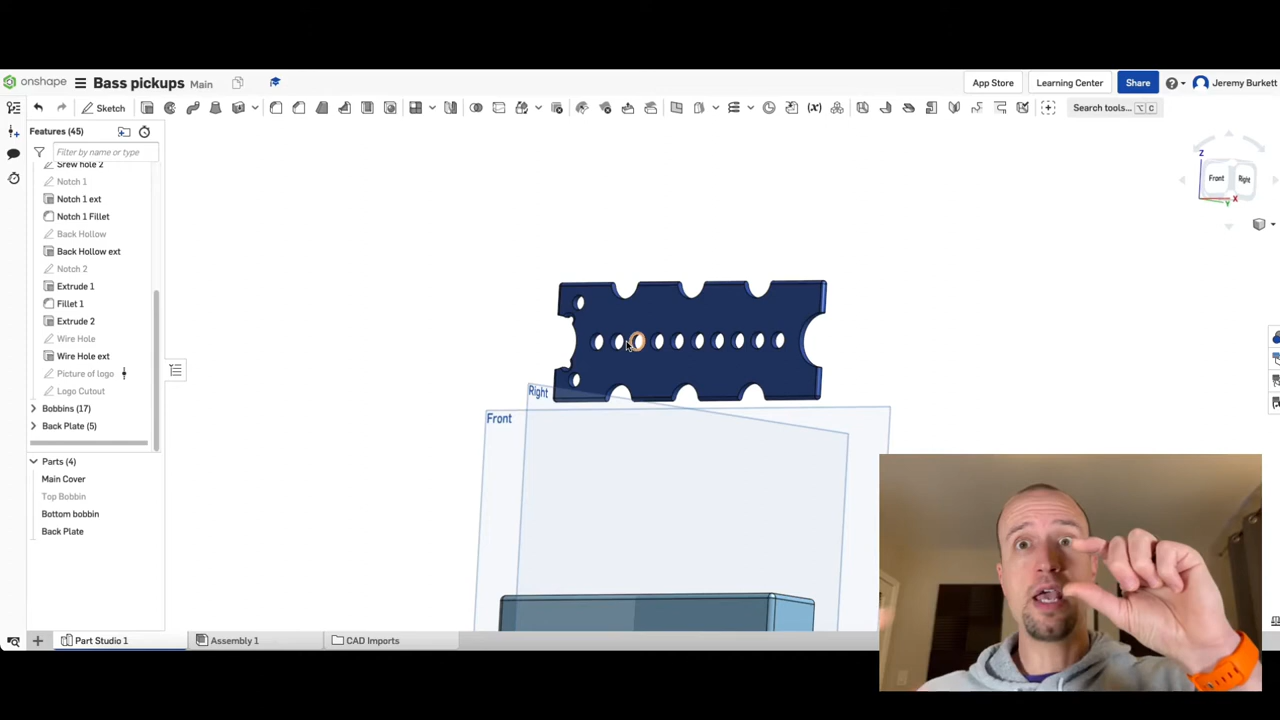 onshape Bass pickups Main App Store Learning Center Share Jeremy Burkett
Sketch Search tools... ⌥ C
Features (45)
Filter by name or type
Srew hole 2
Notch 1
Notch 1 ext
Notch 1 Fillet
Back Hollow
Back Hollow ext
Notch 2
Extrude 1
Fillet 1
Extrude 2
Wire Hole
Wire Hole ext
Picture of logo
Logo Cutout
Bobbins (17)
Back Plate (5)
Parts (4)
Main Cover
Top Bobbin
Bottom bobbin
Back Plate
Right
Front
Z
Front Right
X
Y
Part Studio 1 Assembly 1 CAD Imports